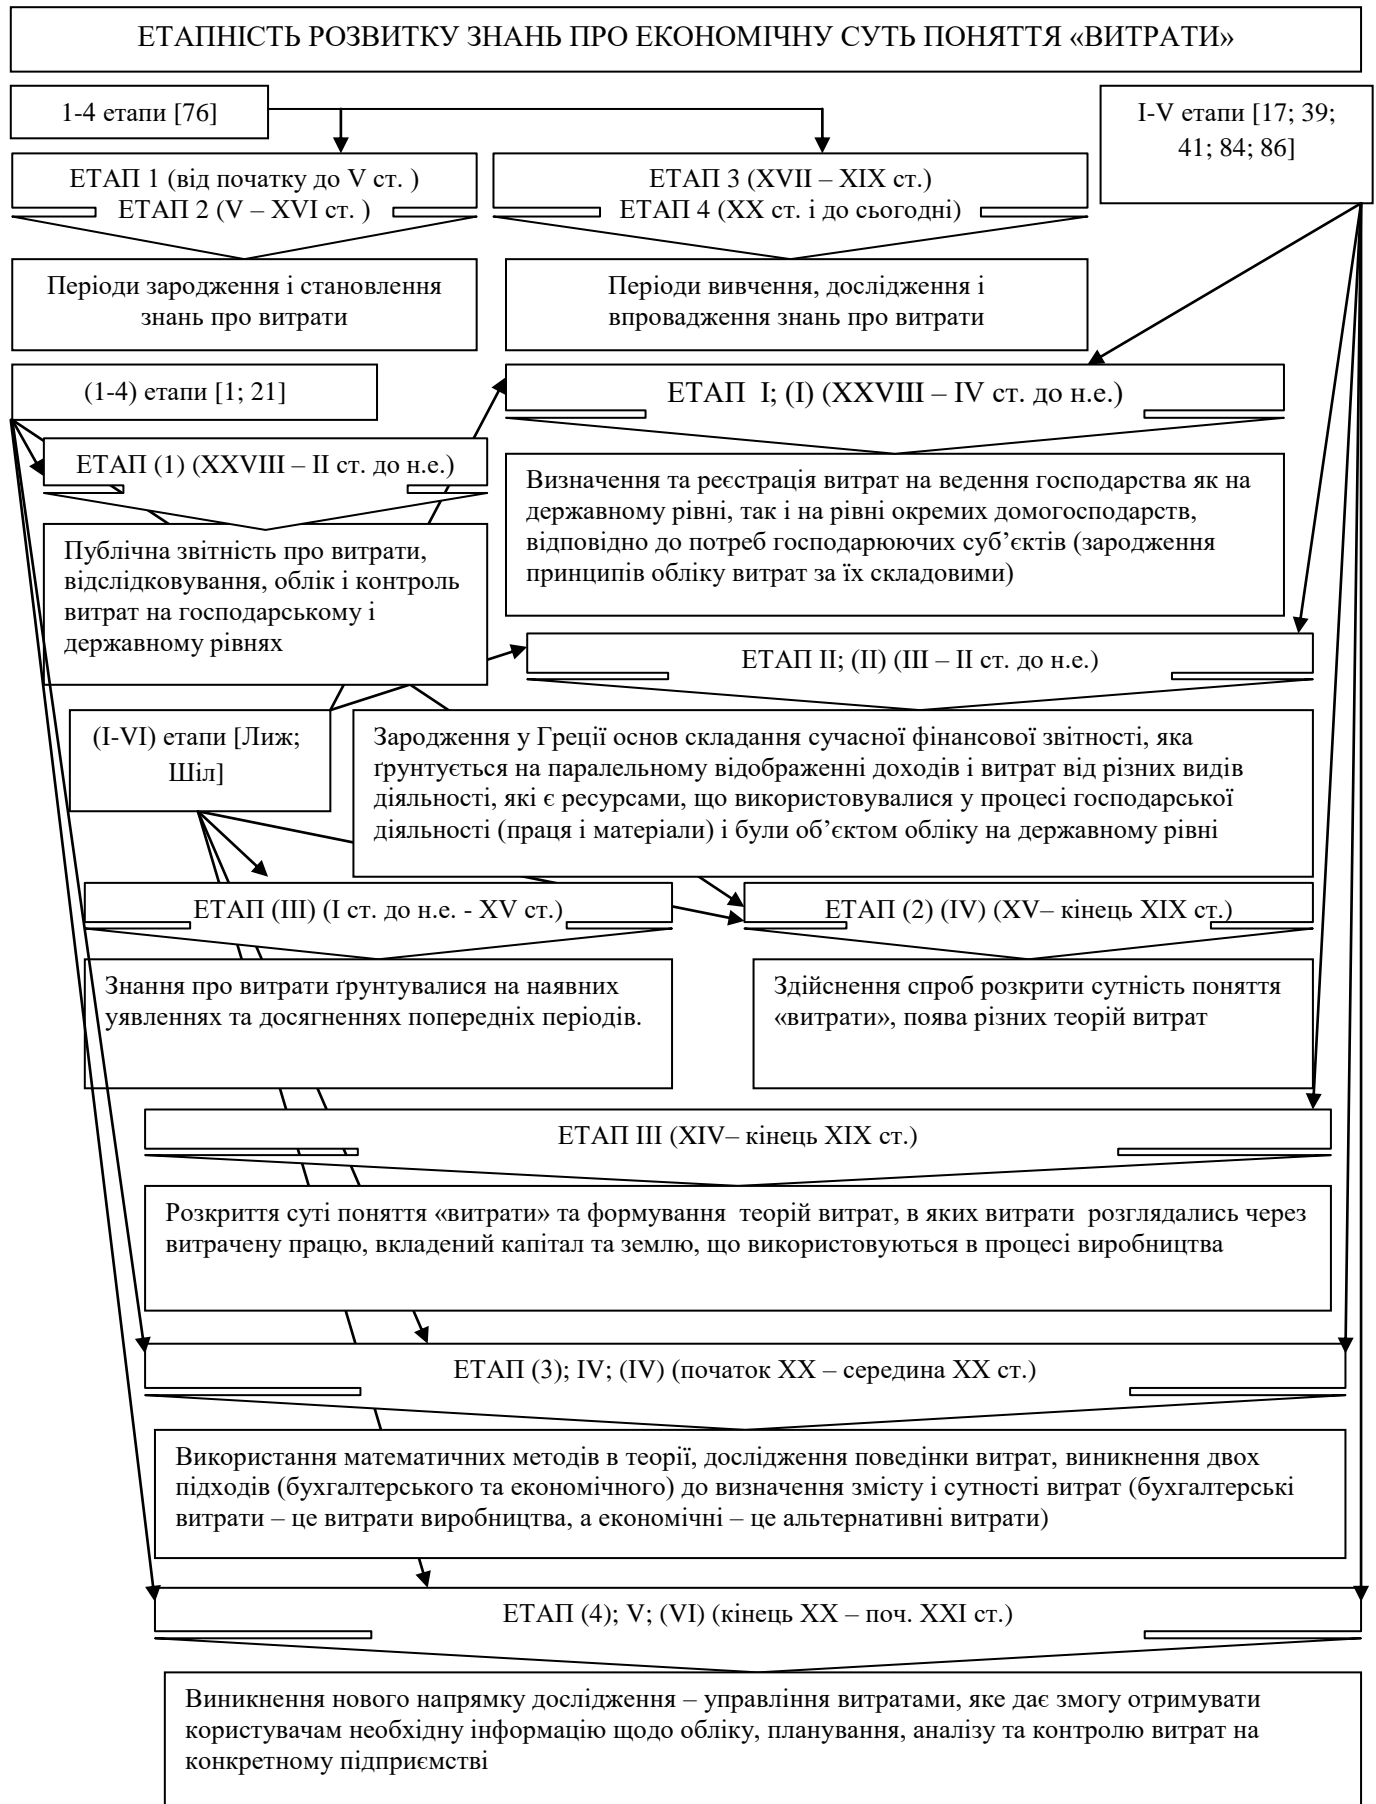 ЕТАПНІСТЬ РОЗВИТКУ ЗНАНЬ ПРО ЕКОНОМІЧНУ СУТЬ ПОНЯТТЯ «ВИТРАТИ»
1-4 етапи [76]
І-V етапи [17; 39;
41; 84; 86]
ЕТАП 1 (від початку до V ст. )
ЕТАП 2 (V – XVI ст. )
ЕТАП 3 (XVII – XIX ст.)
ЕТАП 4 (XX ст. і до сьогодні)
Періоди зародження і становлення
знань про витрати
Періоди вивчення, дослідження і
впровадження знань про витрати
(1-4) етапи [1; 21]
ЕТАП І; (І) (XXVIII – IV ст. до н.е.)
ЕТАП (1) (XXVIII – II ст. до н.е.)
Визначення та реєстрація витрат на ведення господарства як на
державному рівні, так і на рівні окремих домогосподарств,
відповідно до потреб господарюючих суб’єктів (зародження
принципів обліку витрат за їх складовими)
Публічна звітність про витрати,
відслідковування, облік і контроль
витрат на господарському і
державному рівнях
ЕТАП ІІ; (ІІ) (III – II ст. до н.е.)
(І-VI) етапи [Лиж;
Шіл]
Зародження у Греції основ складання сучасної фінансової звітності, яка
ґрунтується на паралельному відображенні доходів і витрат від різних видів
діяльності, які є ресурсами, що використовувалися у процесі господарської
діяльності (праця і матеріали) і були об’єктом обліку на державному рівні
ЕТАП (ІІІ) (І ст. до н.е. - XV ст.)
ЕТАП (2) (IV) (XV– кінець XIX ст.)
Знання про витрати ґрунтувалися на наявних
уявленнях та досягненнях попередніх періодів.
Здійснення спроб розкрити сутність поняття
«витрати», поява різних теорій витрат
ЕТАП ІІІ (XIV– кінець XIX ст.)
Розкриття суті поняття «витрати» та формування теорій витрат, в яких витрати розглядались через
витрачену працю, вкладений капітал та землю, що використовуються в процесі виробництва
ЕТАП (3); IV; (IV) (початок XX – середина XX ст.)
Використання математичних методів в теорії, дослідження поведінки витрат, виникнення двох
підходів (бухгалтерського та економічного) до визначення змісту і сутності витрат (бухгалтерські
витрати – це витрати виробництва, а економічні – це альтернативні витрати)
ЕТАП (4); V; (VI) (кінець XX – поч. XXI ст.)
Виникнення нового напрямку дослідження – управління витратами, яке дає змогу отримувати
користувачам необхідну інформацію щодо обліку, планування, аналізу та контролю витрат на
конкретному підприємстві